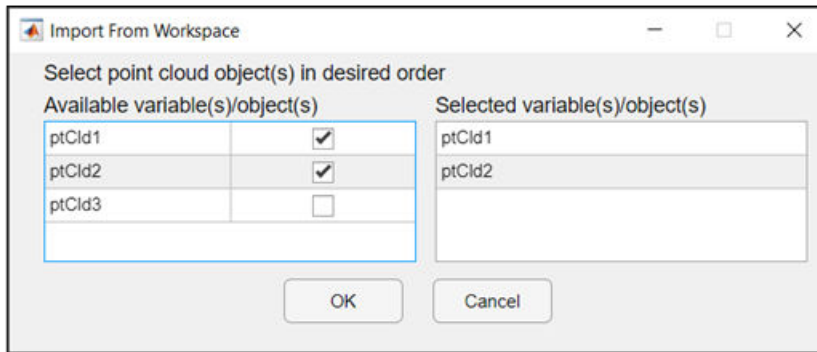 Import From Workspace
Select point cloud object(s) in desired order
Available variable(s)/object(s)
Selected variable(s)/object(s)
ptCld1
ptCld2
ptCld3
ptCld1
ptCld2
OK
Cancel